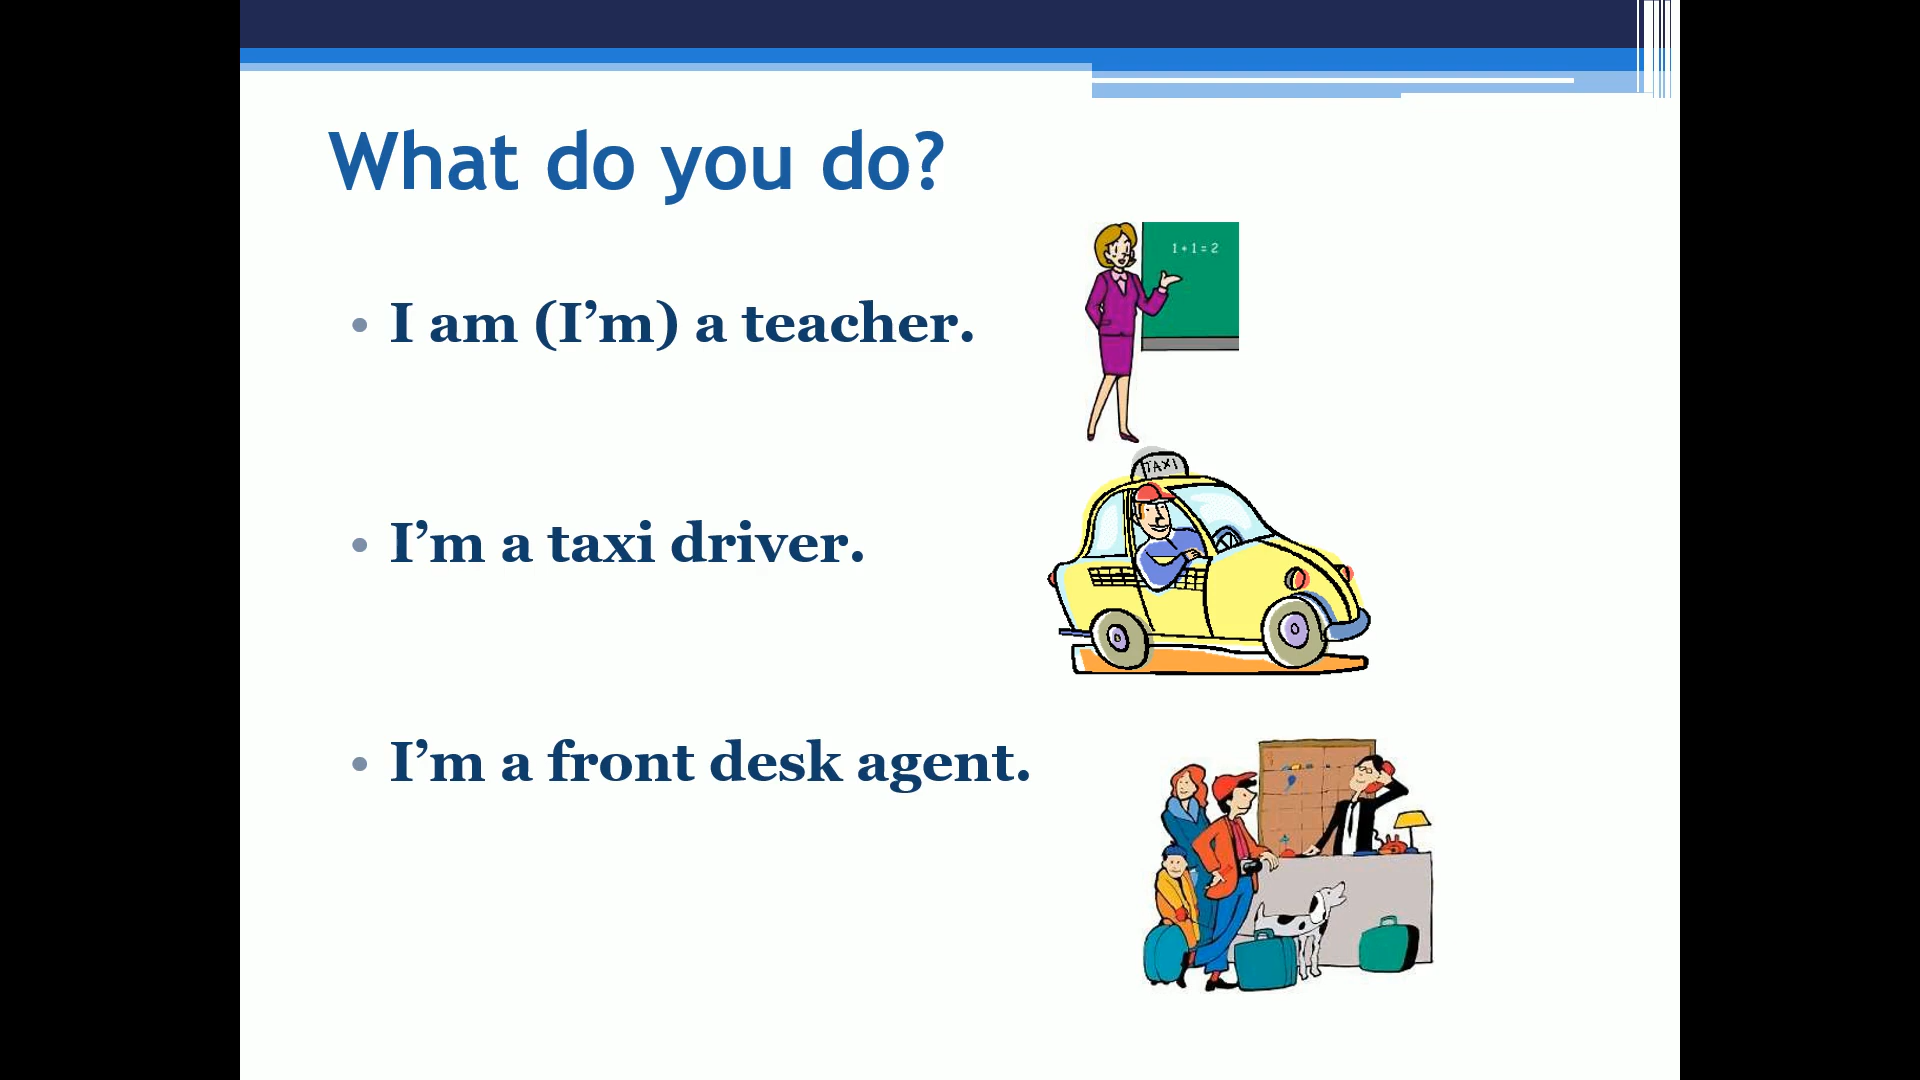 What do you do?
• I am (I’m) a teacher.
1 + 1 = 2
TAXI
• I’m a taxi driver.
• I’m a front desk agent.